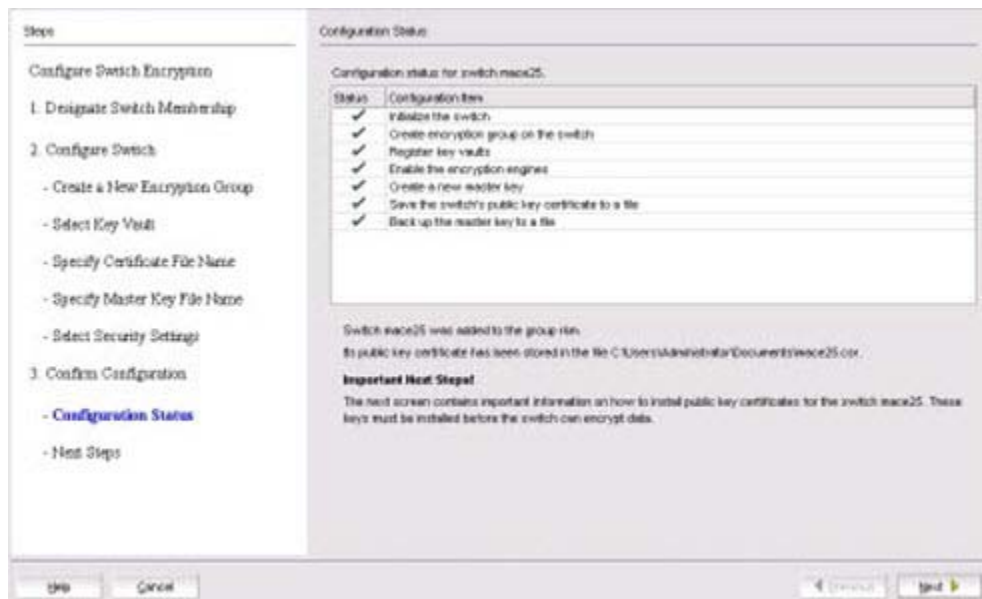 Steps
Configure Switch Encryption
1. Designate Switch Membership
2. Configure Switch
- Create a New Encryption Group
- Select Key Vault
- Specify Certificate File Name
- Specify Master Key File Name
- Select Security Settings
3. Confirm Configuration
- Configuration Status
- Next Steps
Configuration Status
Configuration status for switch mace25.
Status Configuration Item
✓ Initialize the switch
✓ Create encryption group on the switch
✓ Register key vaults
✓ Enable the encryption engines
✓ Create a new master key
✓ Save the switch's public key certificate to a file
✓ Back up the master key to a file
Switch mace25 was added to the group
Its public key certificate has been stored in the file C:\Users\Administrator\Documents\mace25.cer.
Important Next Steps!
The next screen contains important information on how to install public key certificates for the switch mace25. These
keys must be installed before the switch can encrypt data.
Help Cancel Previous Next